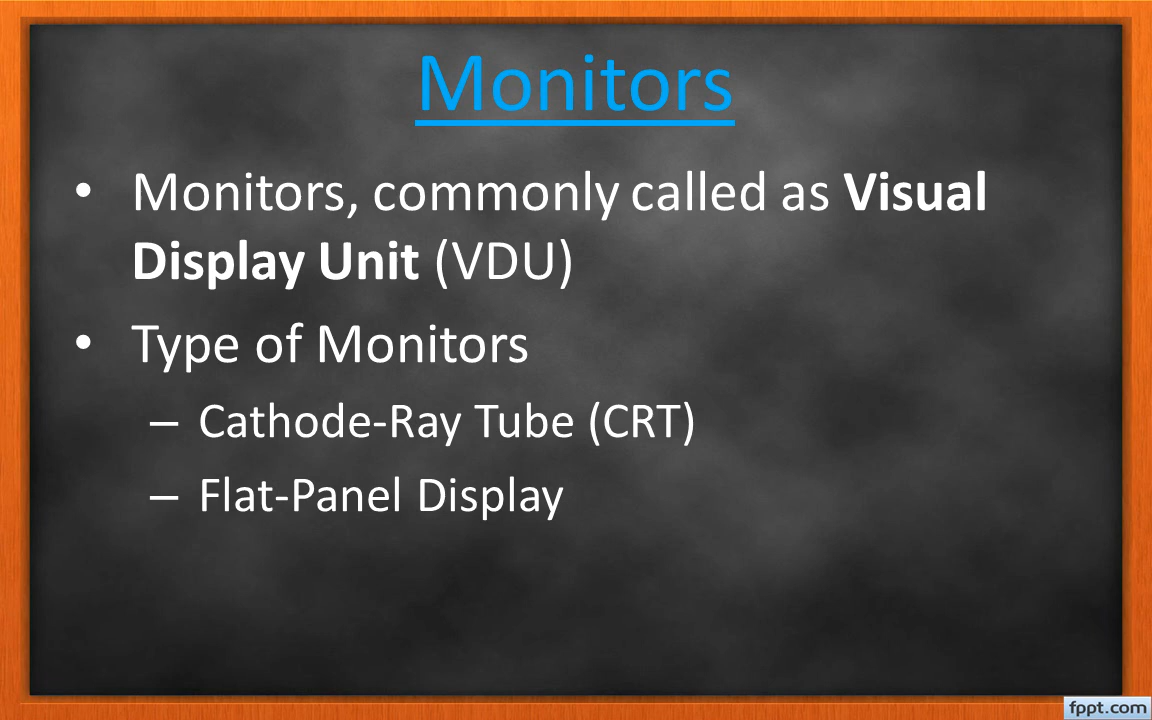 Monitors
• Monitors, commonly called as Visual
Display Unit (VDU)
• Type of Monitors
– Cathode-Ray Tube (CRT)
– Flat-Panel Display
fppt.com